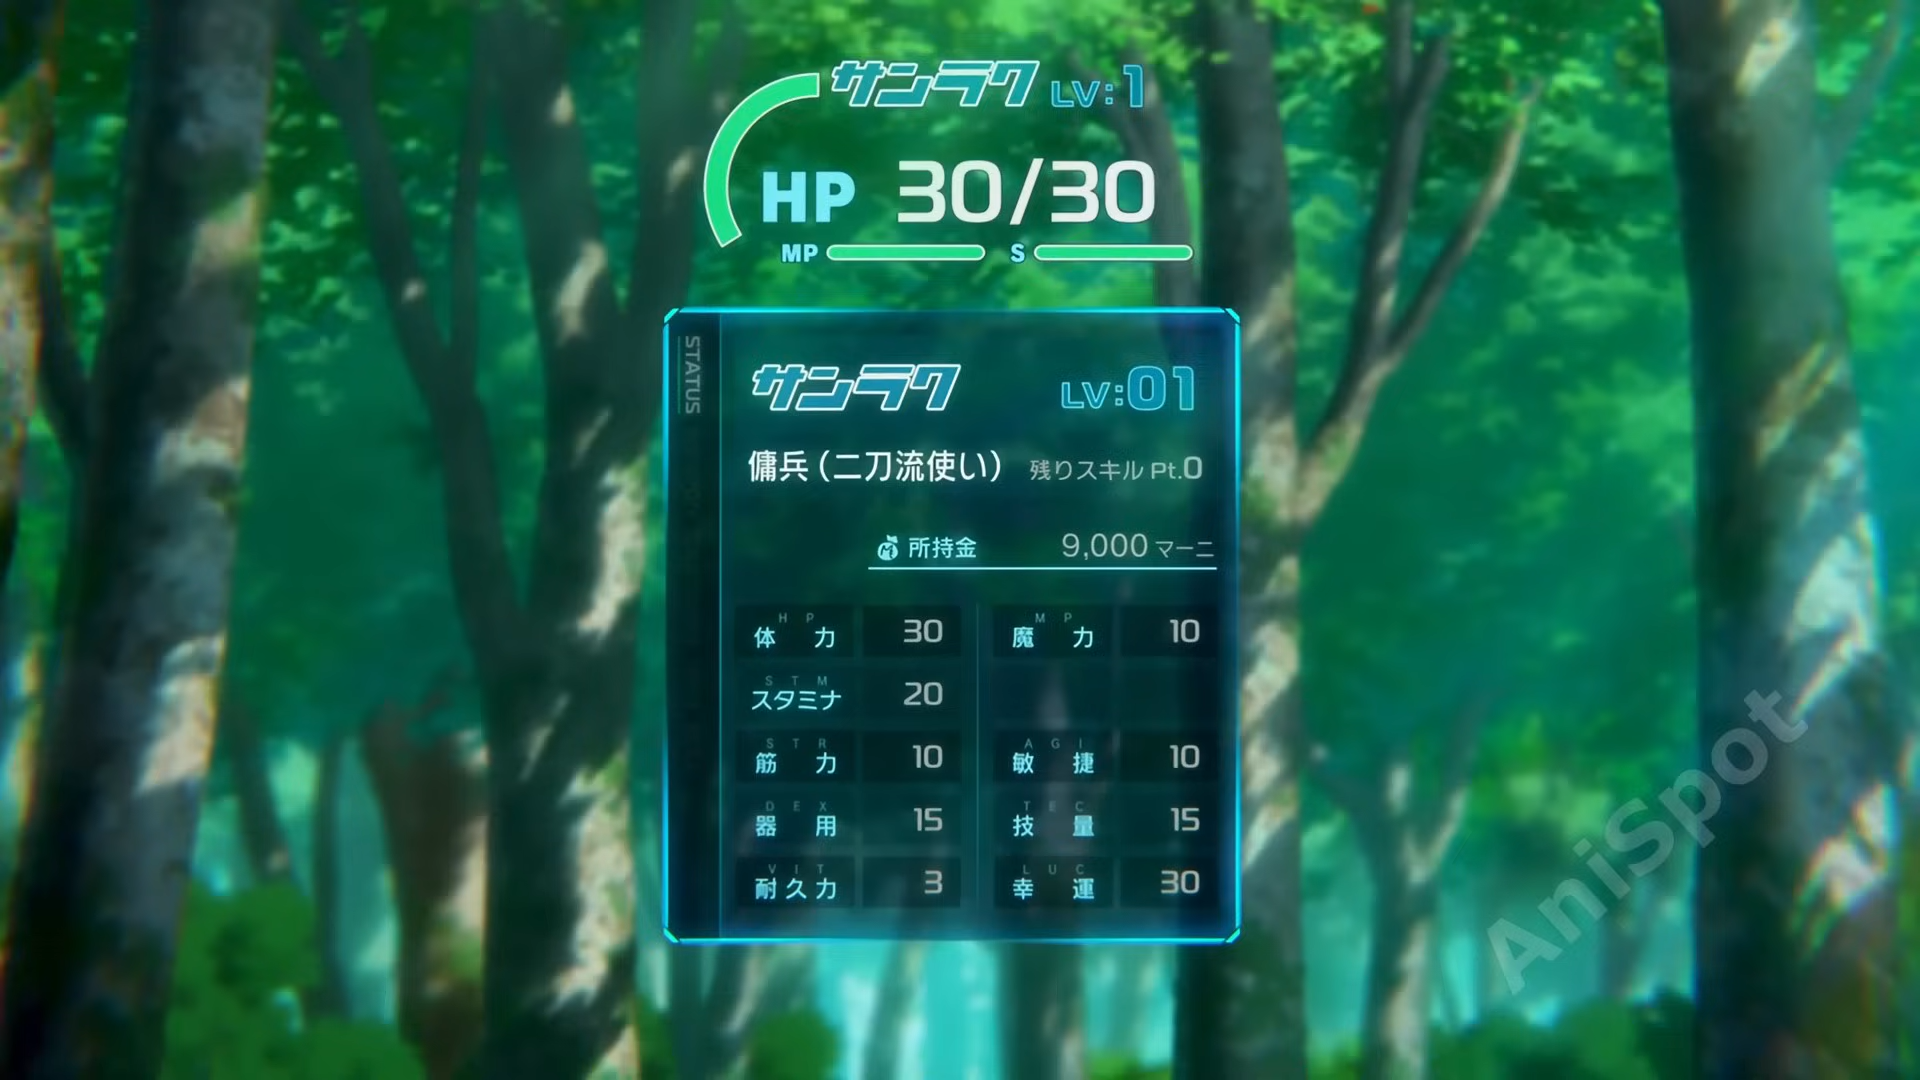 サンラク LV:1
HP 30/30
MP S
STATUS
サンラク LV:01
傭兵（二刀流使い） 残りスキル Pt.0
所持金 9,000 マーニ
HP MP
体力 30 魔力 10
STM
スタミナ 20
STR AGI
筋力 10 敏捷 10
DEX TEC
器用 15 技量 15
VIT LUC
耐久力 3 幸運 30
AniSpot